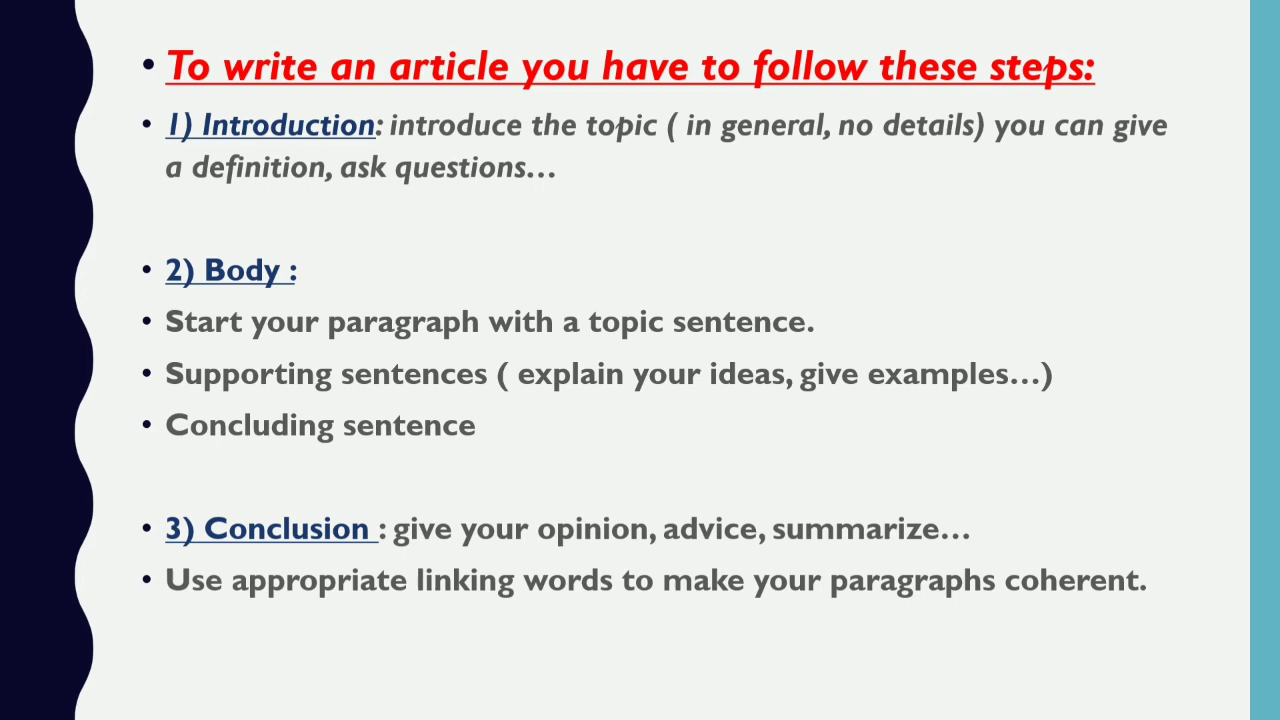 • To write an article you have to follow these steps:
• 1) Introduction: introduce the topic ( in general, no details) you can give
a definition, ask questions…
• 2) Body :
• Start your paragraph with a topic sentence.
• Supporting sentences ( explain your ideas, give examples…)
• Concluding sentence
• 3) Conclusion : give your opinion, advice, summarize…
• Use appropriate linking words to make your paragraphs coherent.